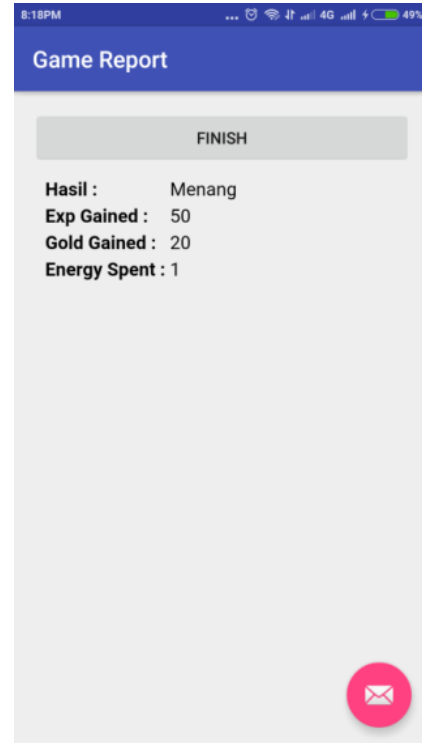 8:18PM ... 4G 49%
Game Report
FINISH
Hasil : Menang
Exp Gained : 50
Gold Gained : 20
Energy Spent : 1